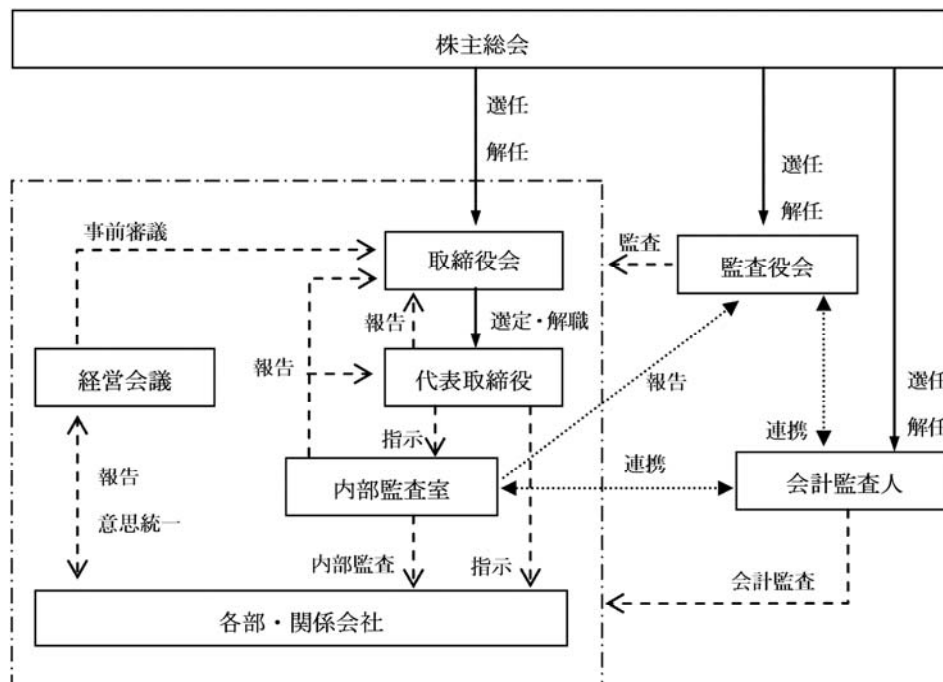 株主総会
選任
解任
選任
解任
事前審議
取締役会
監査
監査役会
報告
選定・解職
経営会議
報告
代表取締役
報告
選任
解任
指示
連携
内部監査室
連携
会計監査人
報告
意思統一
内部監査
指示
会計監査
各部・関係会社